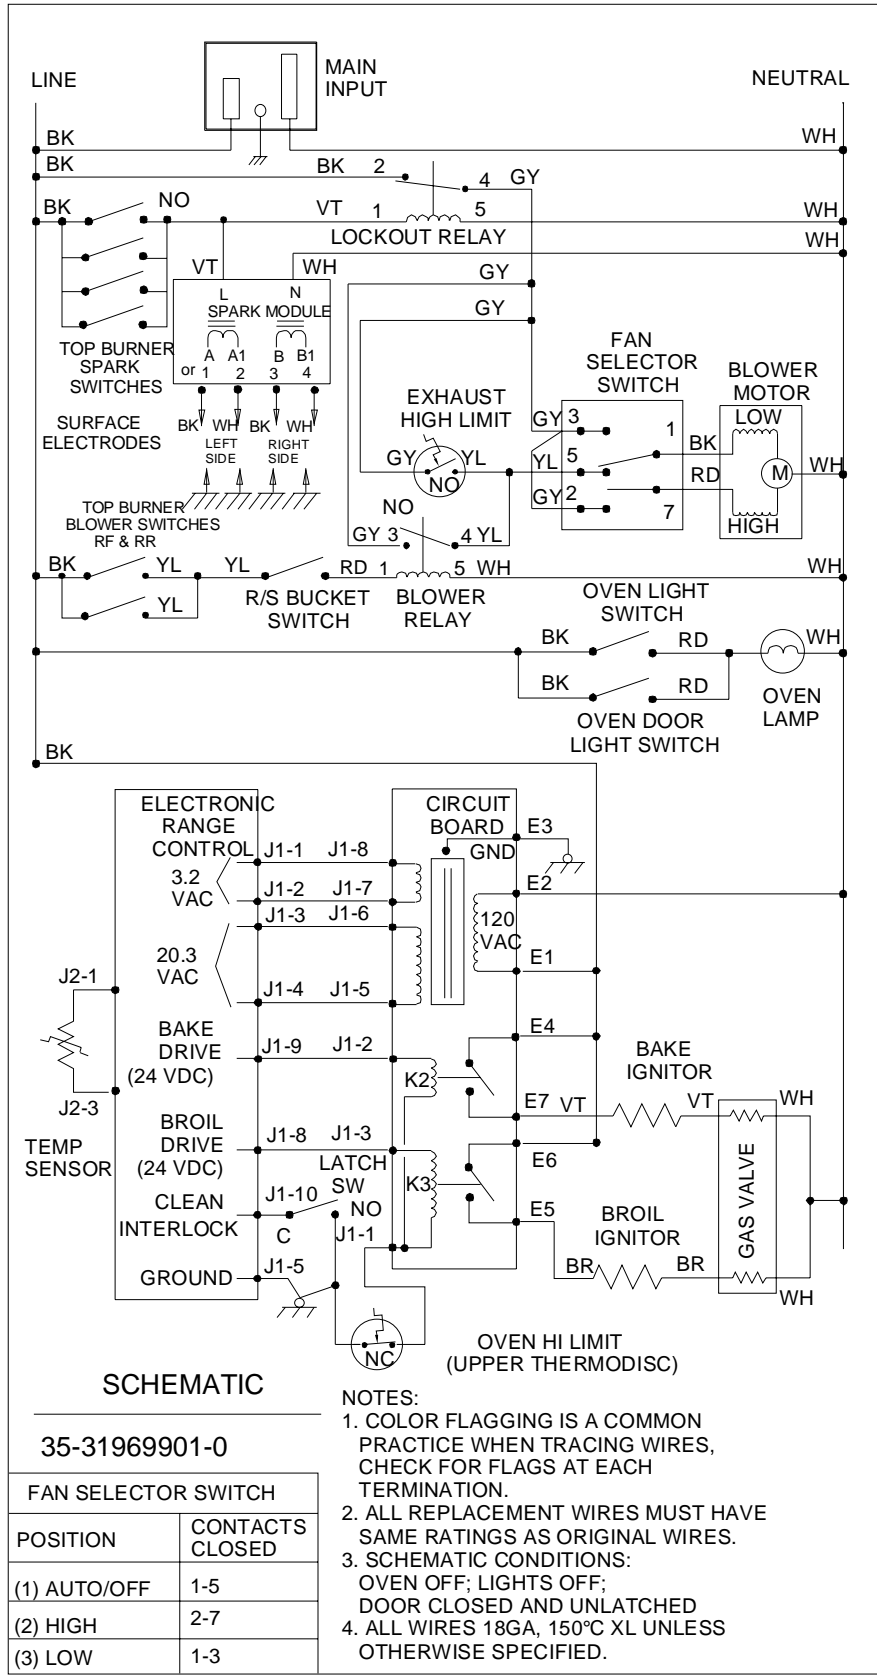 LINE
MAIN
INPUT
NEUTRAL
BK
WH
BK
BK 2
4 GY
BK
NO
VT 1
5
WH
LOCKOUT RELAY
WH
VT
WH
GY
L
N
SPARK MODULE
GY
TOP BURNER
SPARK
SWITCHES
A A1 B B1
or 1 2 3 4
FAN
SELECTOR
SWITCH
BLOWER
MOTOR
EXHAUST
HIGH LIMIT
SURFACE
ELECTRODES
BK WH BK WH
LEFT
SIDE
RIGHT
SIDE
GY 3
1
LOW
BK
GY
YL
NO
YL 5
RD
M
WH
GY 2
7
HIGH
TOP BURNER
BLOWER SWITCHES
RF & RR
NO
GY 3
4 YL
BK
YL
YL
RD 1
5 WH
WH
YL
R/S BUCKET
SWITCH
BLOWER
RELAY
OVEN LIGHT
SWITCH
BK
RD
WH
BK
RD
OVEN
LAMP
OVEN DOOR
LIGHT SWITCH
BK
ELECTRONIC
RANGE
CONTROL
CIRCUIT
BOARD
GND
E3
J1-1 J1-8
3.2
VAC
J1-2 J1-7
E2
J1-3 J1-6
120
VAC
20.3
VAC
E1
J2-1
J1-4 J1-5
E4
BAKE
DRIVE
(24 VDC)
J1-9 J1-2
K2
BAKE
IGNITOR
J2-3
E7 VT
VT
WH
TEMP
SENSOR
BROIL
DRIVE
(24 VDC)
J1-8 J1-3
E6
LATCH
SW
K3
GAS VALVE
CLEAN
INTERLOCK
J1-10
NO
C
J1-1
E5
BROIL
IGNITOR
GROUND
J1-5
BR
BR
WH
NC
OVEN HI LIMIT
(UPPER THERMODISC)
SCHEMATIC
35-31969901-0
FAN SELECTOR SWITCH
POSITION
CONTACTS
CLOSED
(1) AUTO/OFF 1-5
(2) HIGH 2-7
(3) LOW 1-3
NOTES:
1. COLOR FLAGGING IS A COMMON
PRACTICE WHEN TRACING WIRES,
CHECK FOR FLAGS AT EACH
TERMINATION.
2. ALL REPLACEMENT WIRES MUST HAVE
SAME RATINGS AS ORIGINAL WIRES.
3. SCHEMATIC CONDITIONS:
OVEN OFF; LIGHTS OFF;
DOOR CLOSED AND UNLATCHED
4. ALL WIRES 18GA, 150°C XL UNLESS
OTHERWISE SPECIFIED.